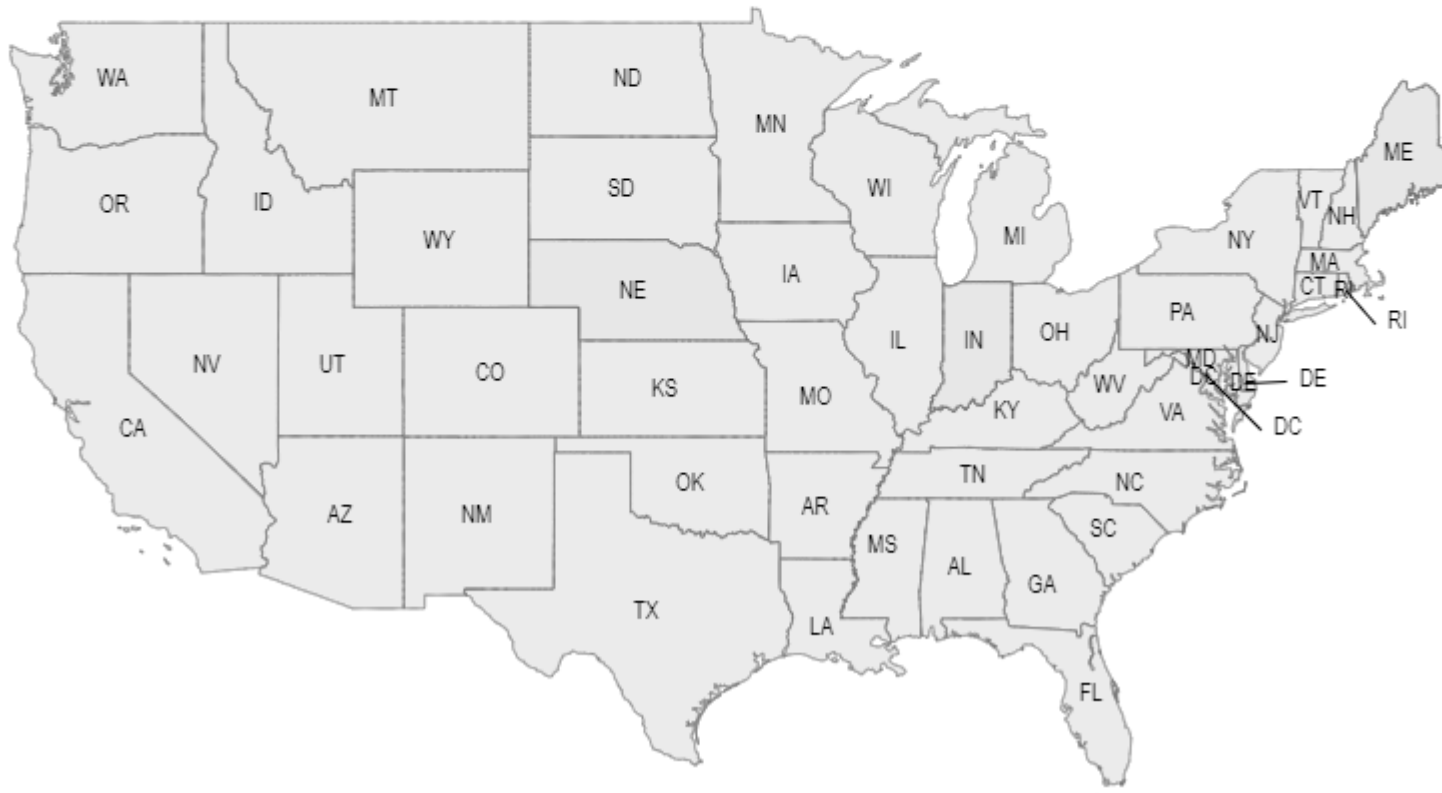 WA
MT
ND
MN
ME
OR
ID
SD
WI
VT
NH
WY
MI
NY
MA
IA
NE
CT
RI
RI
PA
NV
UT
CO
IL
IN
OH
NJ
MD
KS
MO
WV
DC
DE
DE
CA
KY
VA
DC
OK
TN
NC
AZ
NM
AR
SC
MS
AL
GA
TX
LA
FL